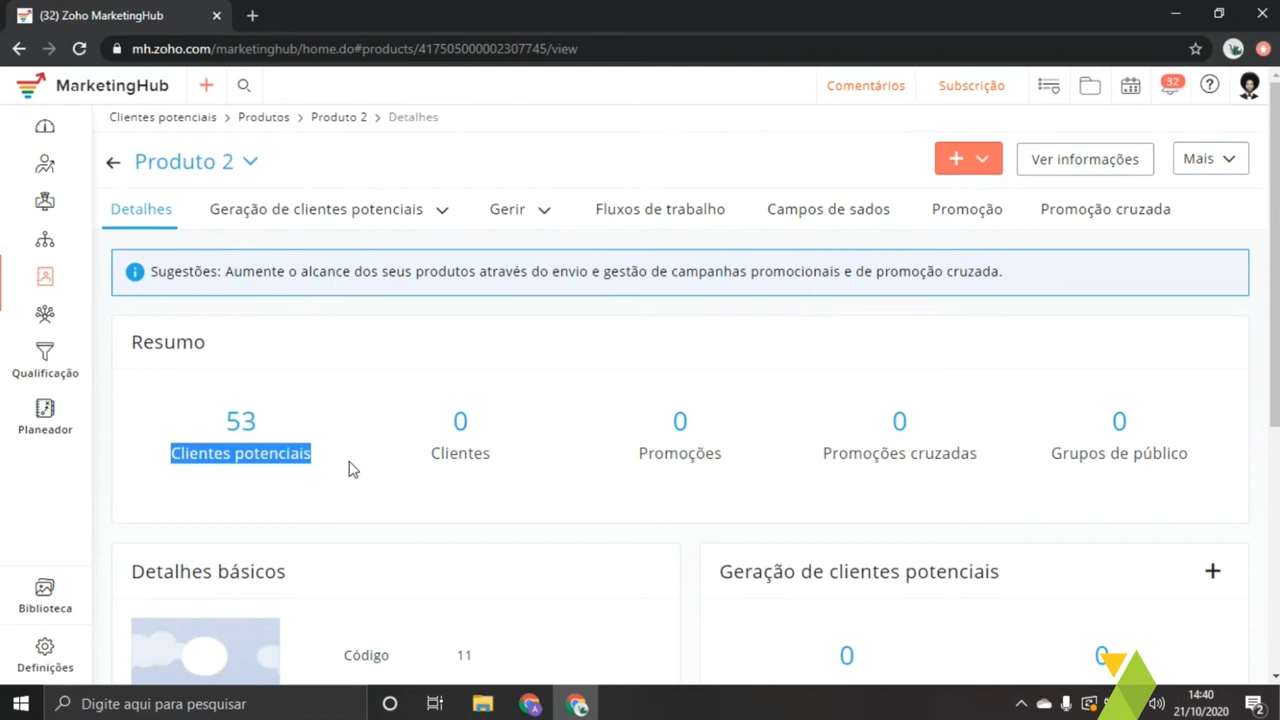 (32) Zoho MarketingHub
mh.zoho.com/marketinghub/home.do#products/417505000002307745/view
MarketingHub
Comentários
Subscrição
32
Clientes potenciais > Produtos > Produto 2 > Detalhes
Produto 2
Ver informações
Mais
Detalhes
Geração de clientes potenciais
Gerir
Fluxos de trabalho
Campos de sados
Promoção
Promoção cruzada
Sugestões: Aumente o alcance dos seus produtos através do envio e gestão de campanhas promocionais e de promoção cruzada.
Resumo
53
Clientes potenciais
0
Clientes
0
Promoções
0
Promoções cruzadas
0
Grupos de público
Qualificação
Planeador
Biblioteca
Definições
Detalhes básicos
Código 11
Geração de clientes potenciais
0
0
Digite aqui para pesquisar
14:40
21/10/2020
2